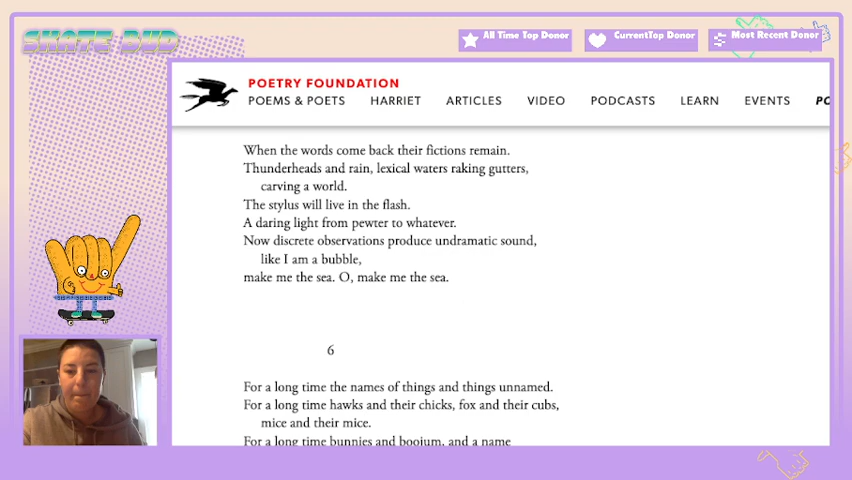 SKATE BUD
All Time Top Donor
CurrentTop Donor
Most Recent Donor
POETRY FOUNDATION
POEMS & POETS HARRIET ARTICLES VIDEO PODCASTS LEARN EVENTS PO
When the words come back their fictions remain.
Thunderheads and rain, lexical waters raking gutters,
carving a world.
The stylus will live in the flash.
A daring light from pewter to whatever.
Now discrete observations produce undramatic sound,
like I am a bubble,
make me the sea. O, make me the sea.
6
For a long time the names of things and things unnamed.
For a long time hawks and their chicks, fox and their cubs,
mice and their mice.
For a long time bunnies and boojum, and a name